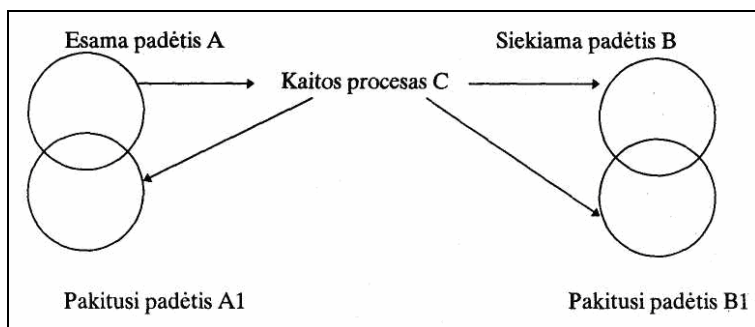 Esama padėtis A
Siekiama padėtis B
Kaitos procesas C
Pakitusi padėtis A1
Pakitusi padėtis B1